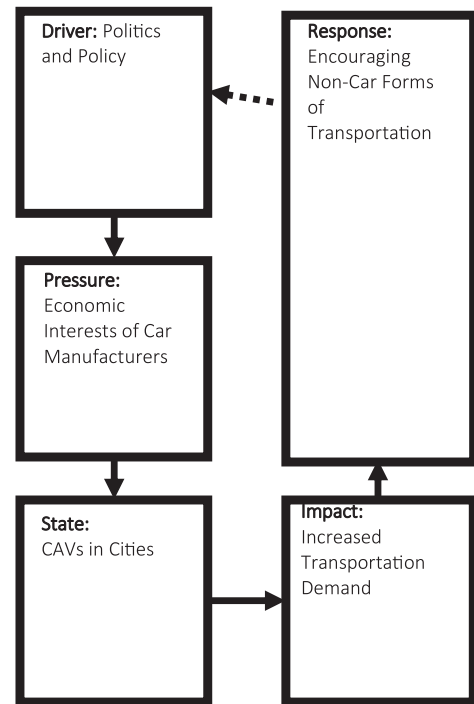 Driver: Politics
and Policy
Pressure:
Economic
Interests of Car
Manufacturers
State:
CAVs in Cities
Impact:
Increased
Transportation
Demand
Response:
Encouraging
Non-Car Forms
of
Transportation